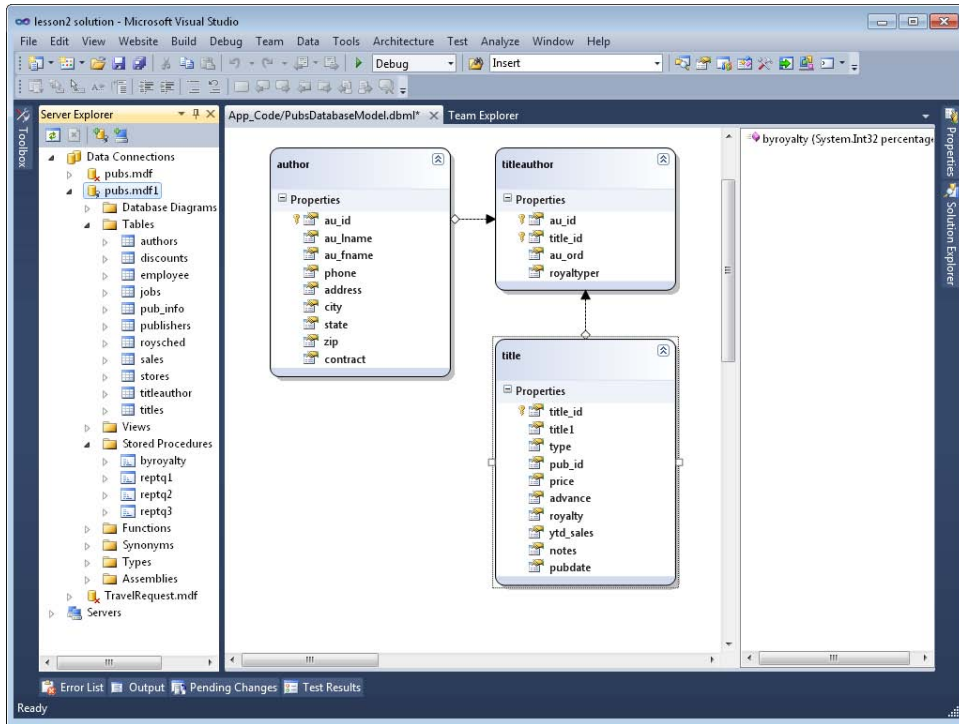 lesson2 solution - Microsoft Visual Studio
File Edit View Website Build Debug Team Data Tools Architecture Test Analyze Window Help
Debug Insert
Toolbox
Server Explorer
Data Connections
pubs.mdf
pubs.mdf1
Database Diagrams
Tables
authors
discounts
employee
jobs
pub_info
publishers
roysched
sales
stores
titleauthor
titles
Views
Stored Procedures
byroyalty
reptq1
reptq2
reptq3
Functions
Synonyms
Types
Assemblies
TravelRequest.mdf
Servers
App_Code/PubsDatabaseModel.dbml* Team Explorer
author
Properties
au_id
au_lname
au_fname
phone
address
city
state
zip
contract
titleauthor
Properties
au_id
title_id
au_ord
royaltyper
title
Properties
title_id
title1
type
pub_id
price
advance
royalty
ytd_sales
notes
pubdate
byroyalty (System.Int32 percentage
Properties
Solution Explorer
Error List Output Pending Changes Test Results
Ready